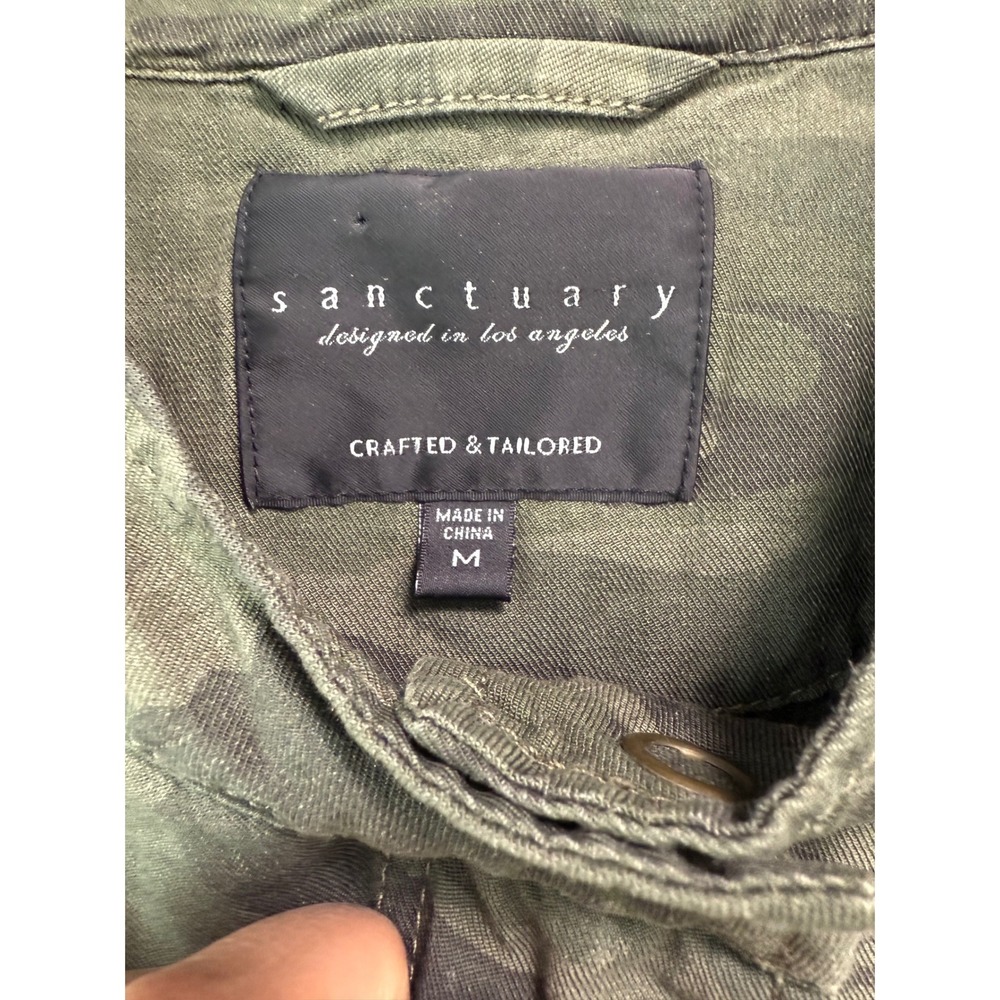 sanctuary
designed in los angeles
CRAFTED & TAILORED
MADE IN
CHINA
M